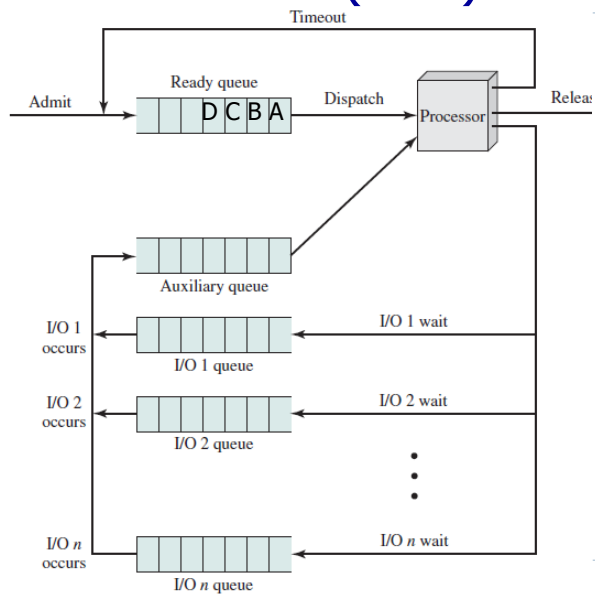 Timeout
Ready queue
Admit
D C B A
Dispatch
Processor
Releas
Auxiliary queue
I/O 1
occurs
I/O 1 wait
I/O 1 queue
I/O 2
occurs
I/O 2 wait
I/O 2 queue
I/O n
occurs
I/O n wait
I/O n queue